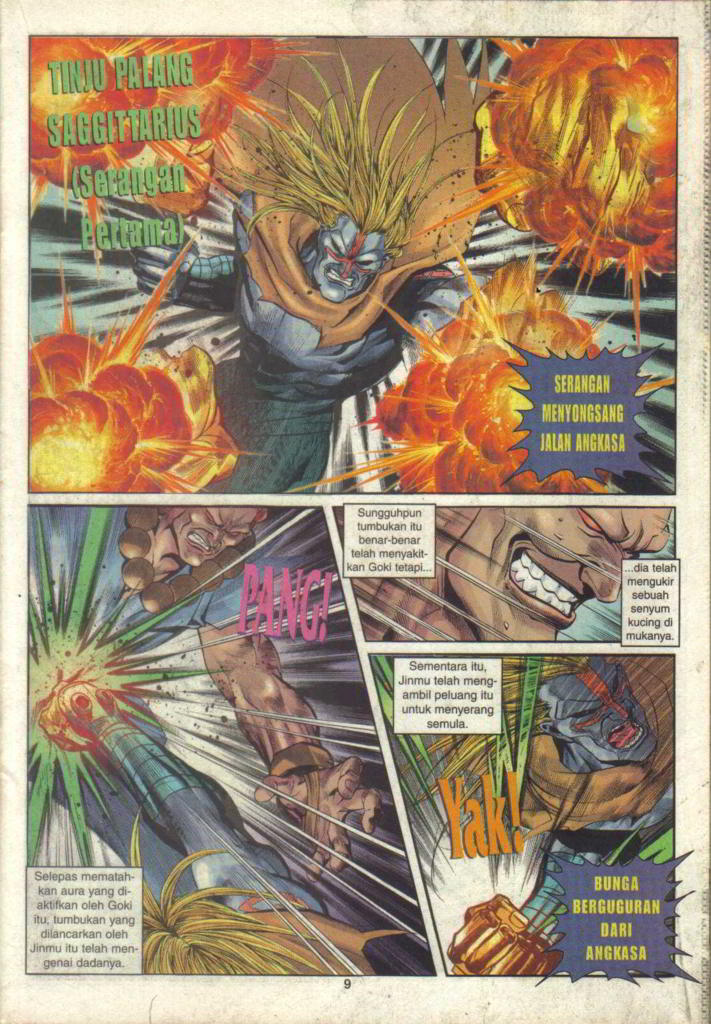 TINJU PALANG
SAGGITTARIUS
(Serangan
Pertama)
SERANGAN
MENYONGSANG
JALAN ANGKASA
PANG!
Selepas mematah-
kan aura yang di-
aktifkan oleh Goki
itu, tumbukan yang
dilancarkan oleh
Jinmu itu telah men-
genai dadanya.
Sungguhpun
tumbukan itu
benar-benar
telah menyakit-
kan Goki tetapi...
...dia telah
mengukir
sebuah
senyum
kucing di
mukanya.
Sementara itu,
Jinmu telah meng-
ambil peluang itu
untuk menyerang
semula.
Yak!
BUNGA
BERGUGURAN
DARI
ANGKASA
9